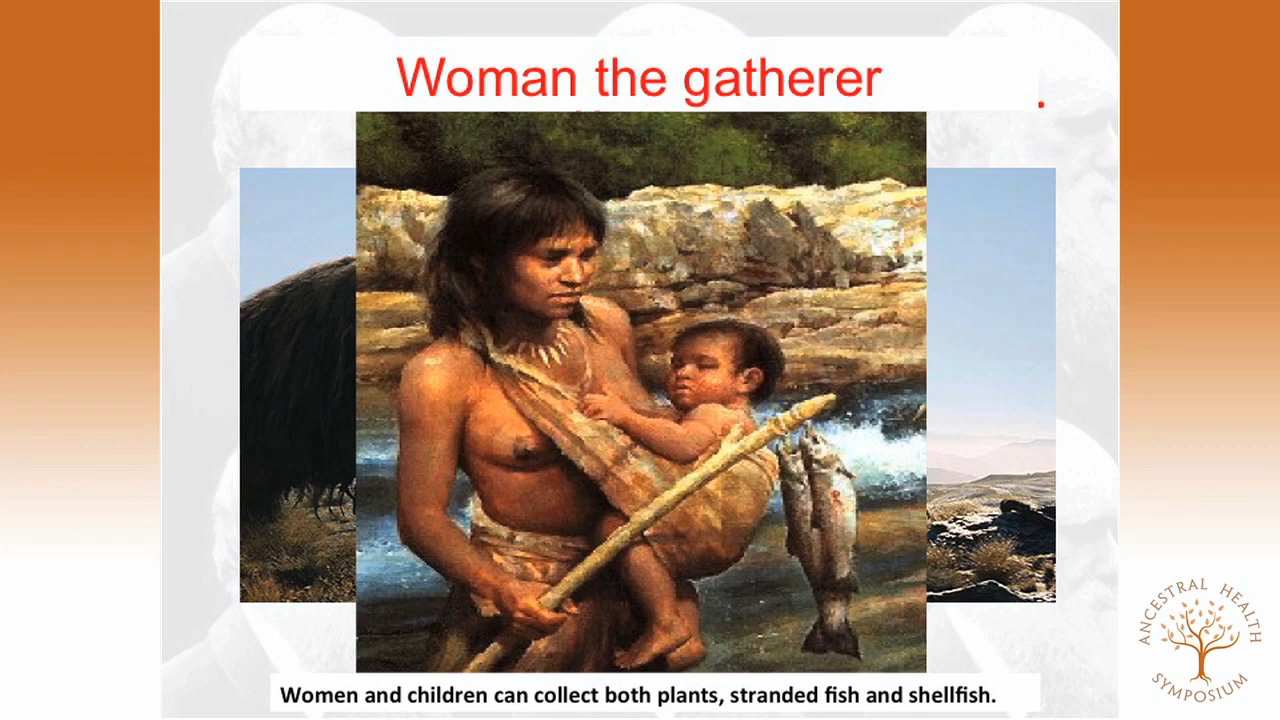 Woman the gatherer
.
Women and children can collect both plants, stranded fish and shellfish.
ANCESTRAL HEALTH
SYMPOSIUM